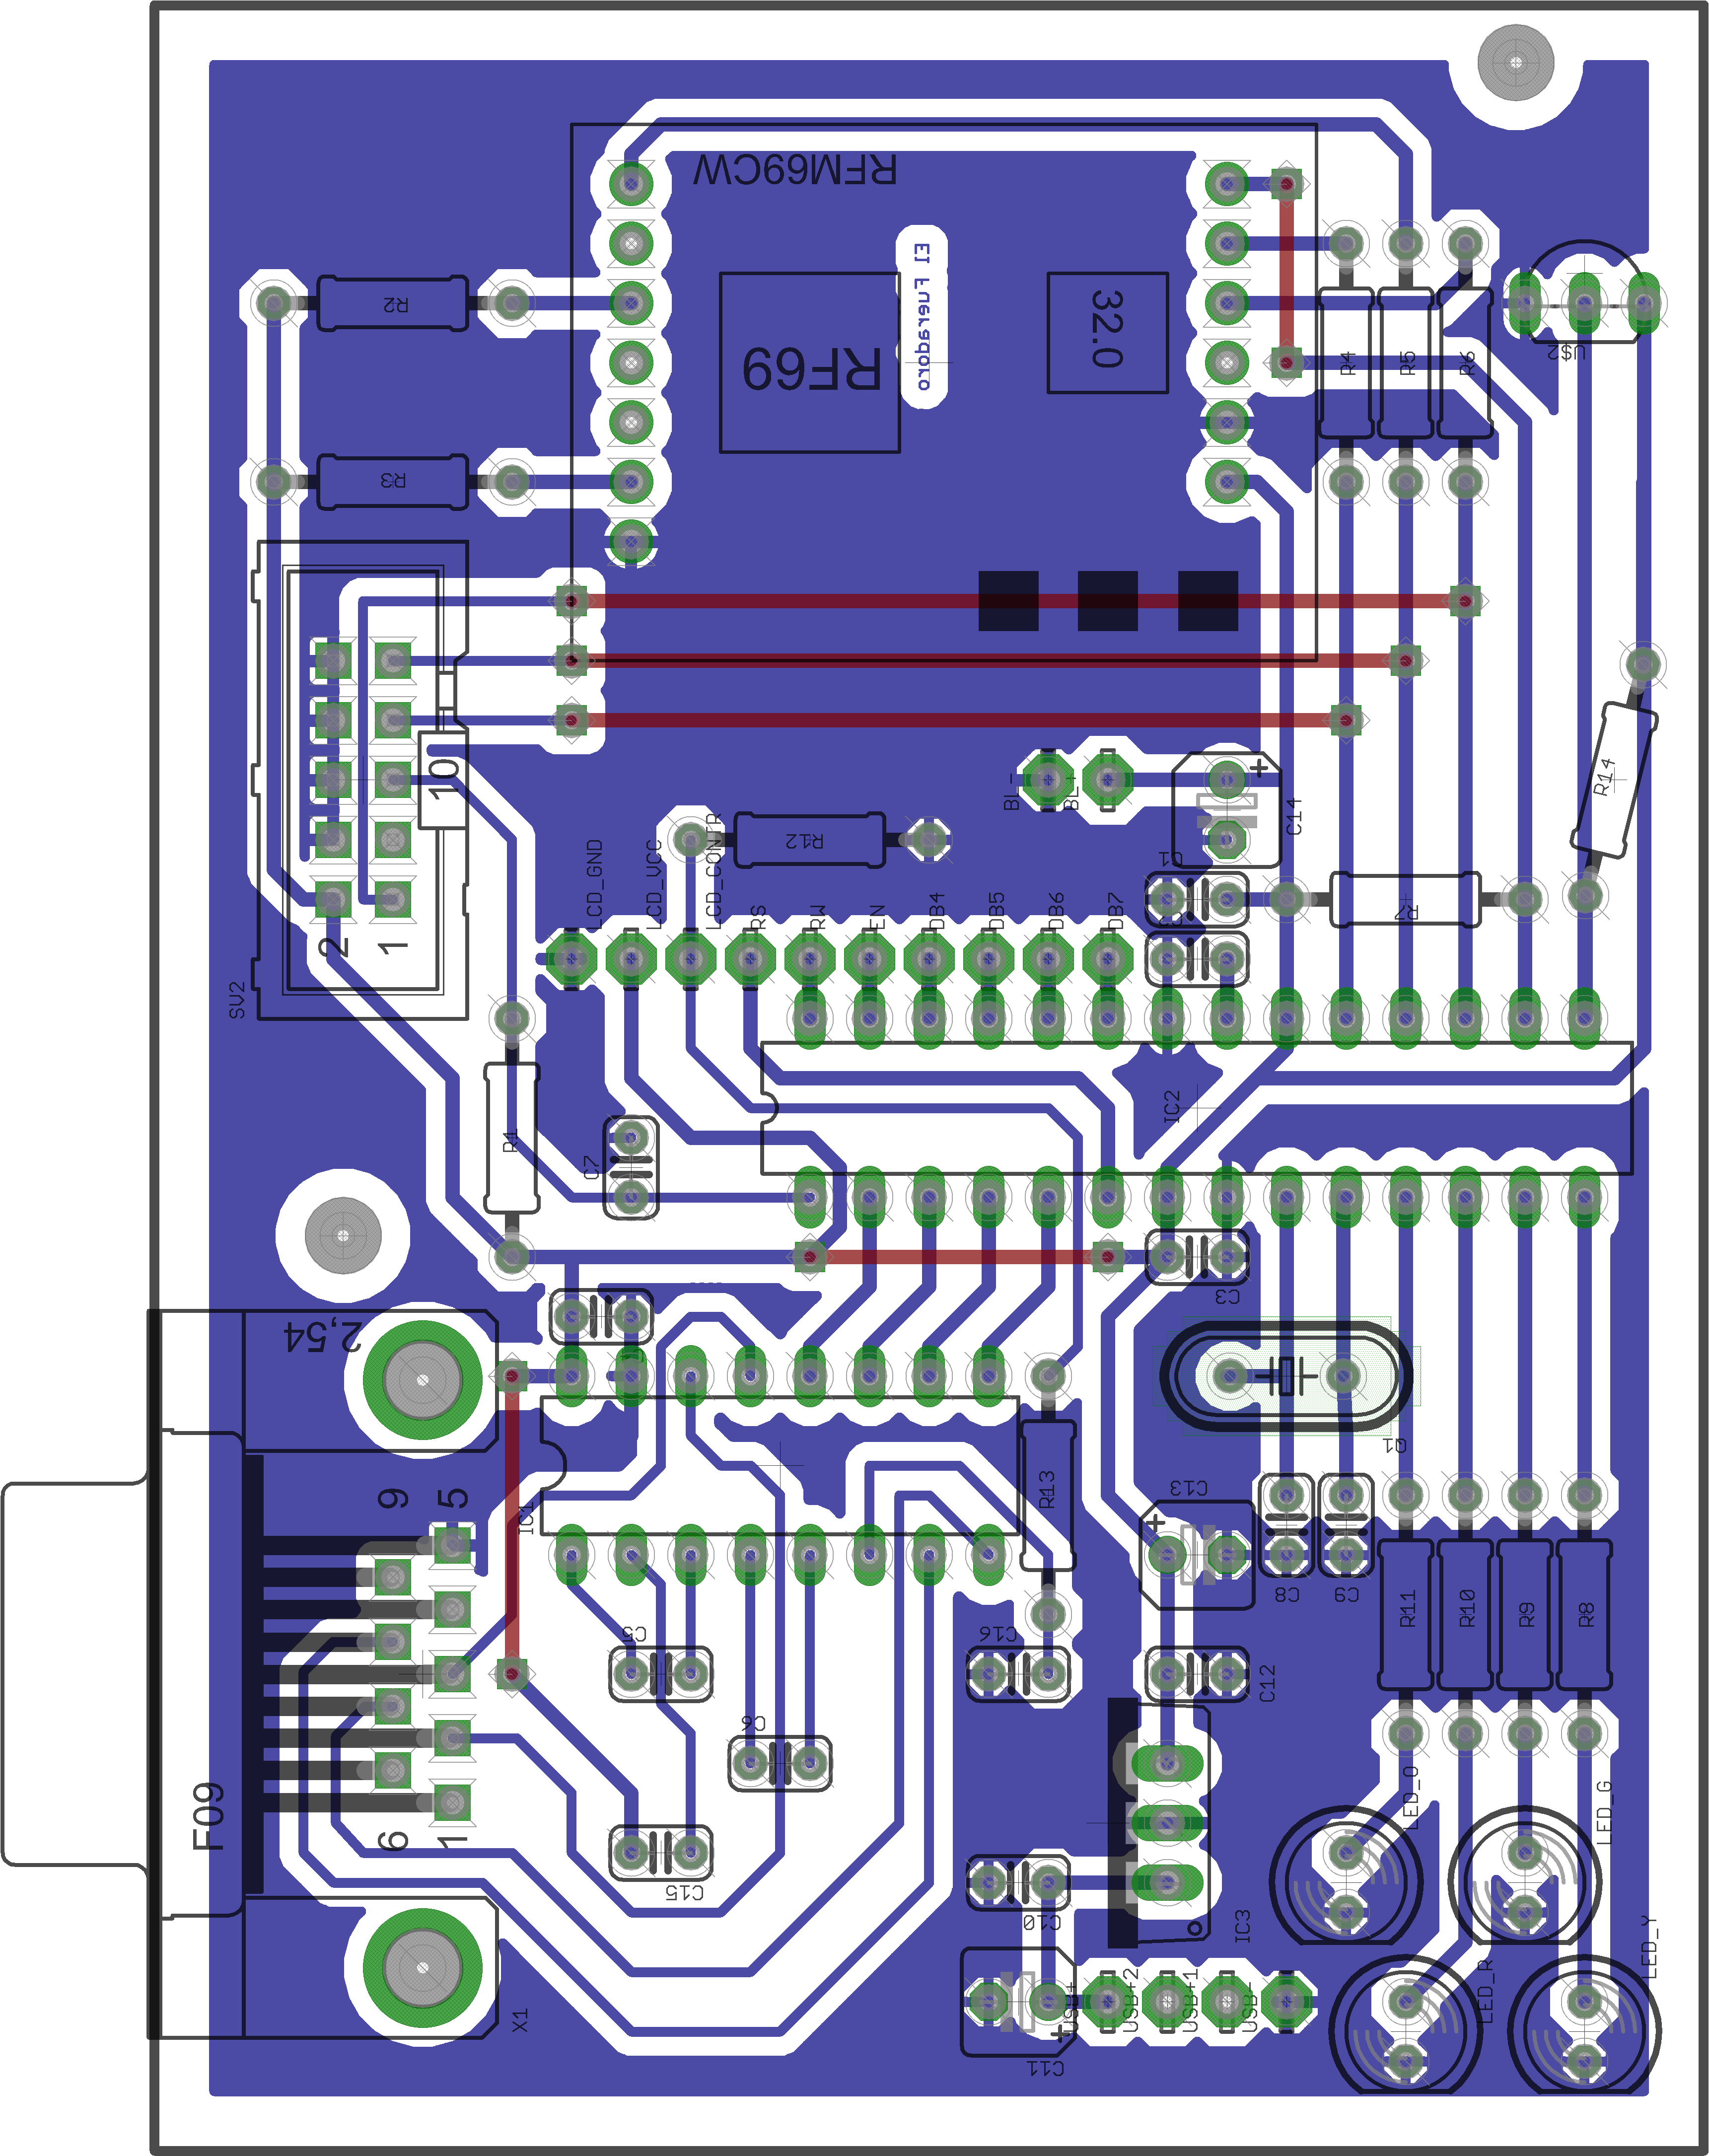 RFM69CW
El Fueradoro
R2
32.0
RF69
R4
R5
R6
U$2
R3
10
BL-
BL+
C14
R14
R12
C1
LCD_GND
LCD_VCC
LCD_CONTR
RS
RW
EN
DB4
DB5
DB6
DB7
R7
2
1
SV2
IC2
R1
C7
C3
2,54
Q1
9
5
IC1
R13
C13
C8
C9
R11
R10
R9
R8
C5
C16
C12
C6
F09
6
1
LED_O
LED_G
C15
C10
IC3
X1
USB+2
USB+1
USB-
LED_R
LED_Y
C11